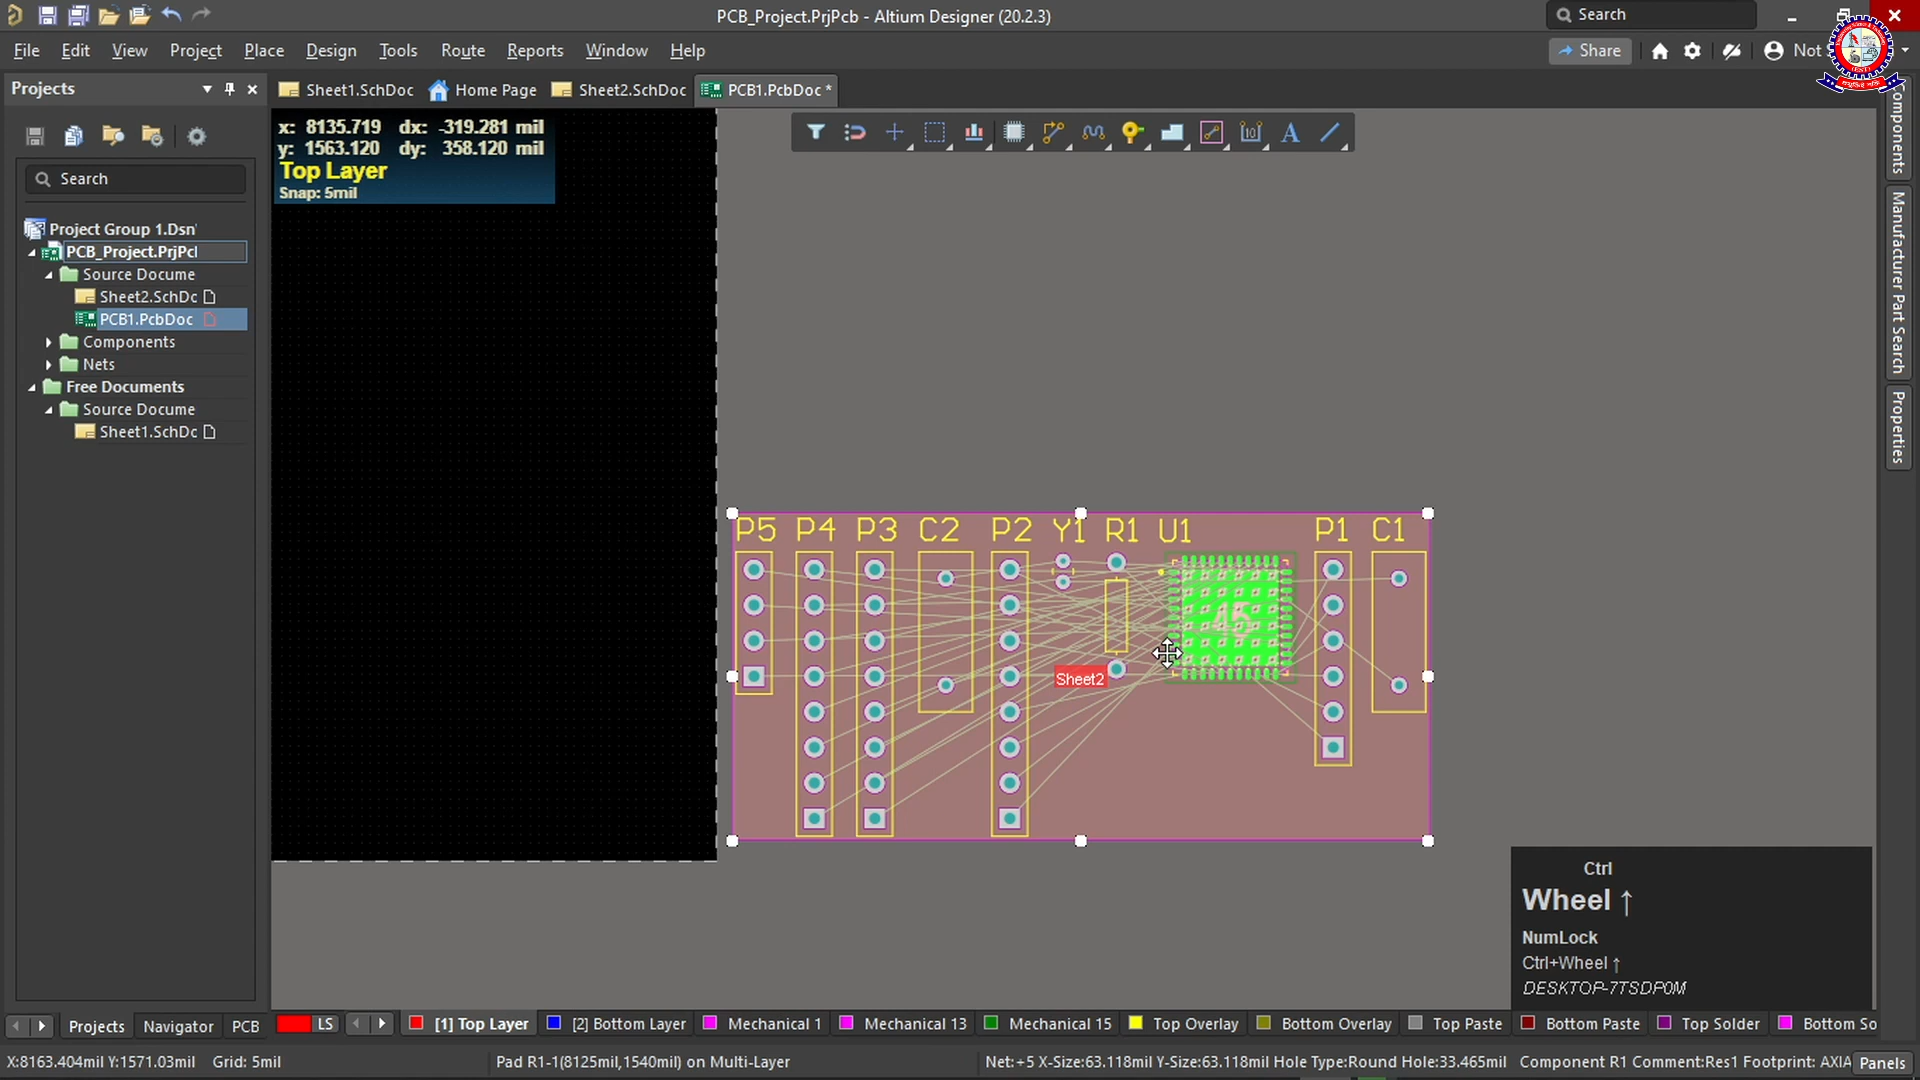 PCB_Project.PrjPcb - Altium Designer (20.2.3)
Search
File Edit View Project Place Design Tools Route Reports Window Help
Share
Not
Projects
Sheet1.SchDoc Home Page Sheet2.SchDoc PCB1.PcbDoc *
x: 8135.719 dx: -319.281 mil
y: 1563.120 dy: 358.120 mil
Top Layer
Snap: 5mil
Search
Project Group 1.Dsn
PCB_Project.PrjPcl
Source Docume
Sheet2.SchDc
PCB1.PcbDoc
Components
Nets
Free Documents
Source Docume
Sheet1.SchDc
Components
Manufacturer Part Search
Properties
P5 P4 P3 C2 P2 Y1 R1 U1 P1 C1
45
Sheet2
Ctrl
Wheel ↑
NumLock
Ctrl+Wheel ↑
DESKTOP-7TSDP0M
Projects Navigator PCB LS [1] Top Layer [2] Bottom Layer Mechanical 1 Mechanical 13 Mechanical 15 Top Overlay Bottom Overlay Top Paste Bottom Paste Top Solder Bottom So
X:8163.404mil Y:1571.03mil Grid: 5mil Pad R1-1(8125mil,1540mil) on Multi-Layer Net:+5 X-Size:63.118mil Y-Size:63.118mil Hole Type:Round Hole:33.465mil Component R1 Comment:Res1 Footprint: AXIA Panels